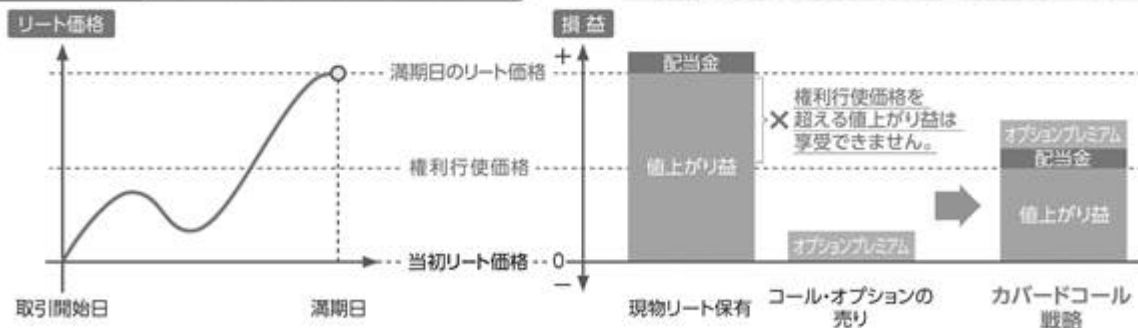 リート価格
満期日のリート価格
権利行使価格
当初リート価格
取引開始日
満期日
損益
+
0
−
配当金
値上がり益
×
権利行使価格を
超える値上がり益は
享受できません。
オプションプレミアム
オプションプレミアム
配当金
値上がり益
現物リート保有
コール・オプションの
売り
カバードコール
戦略